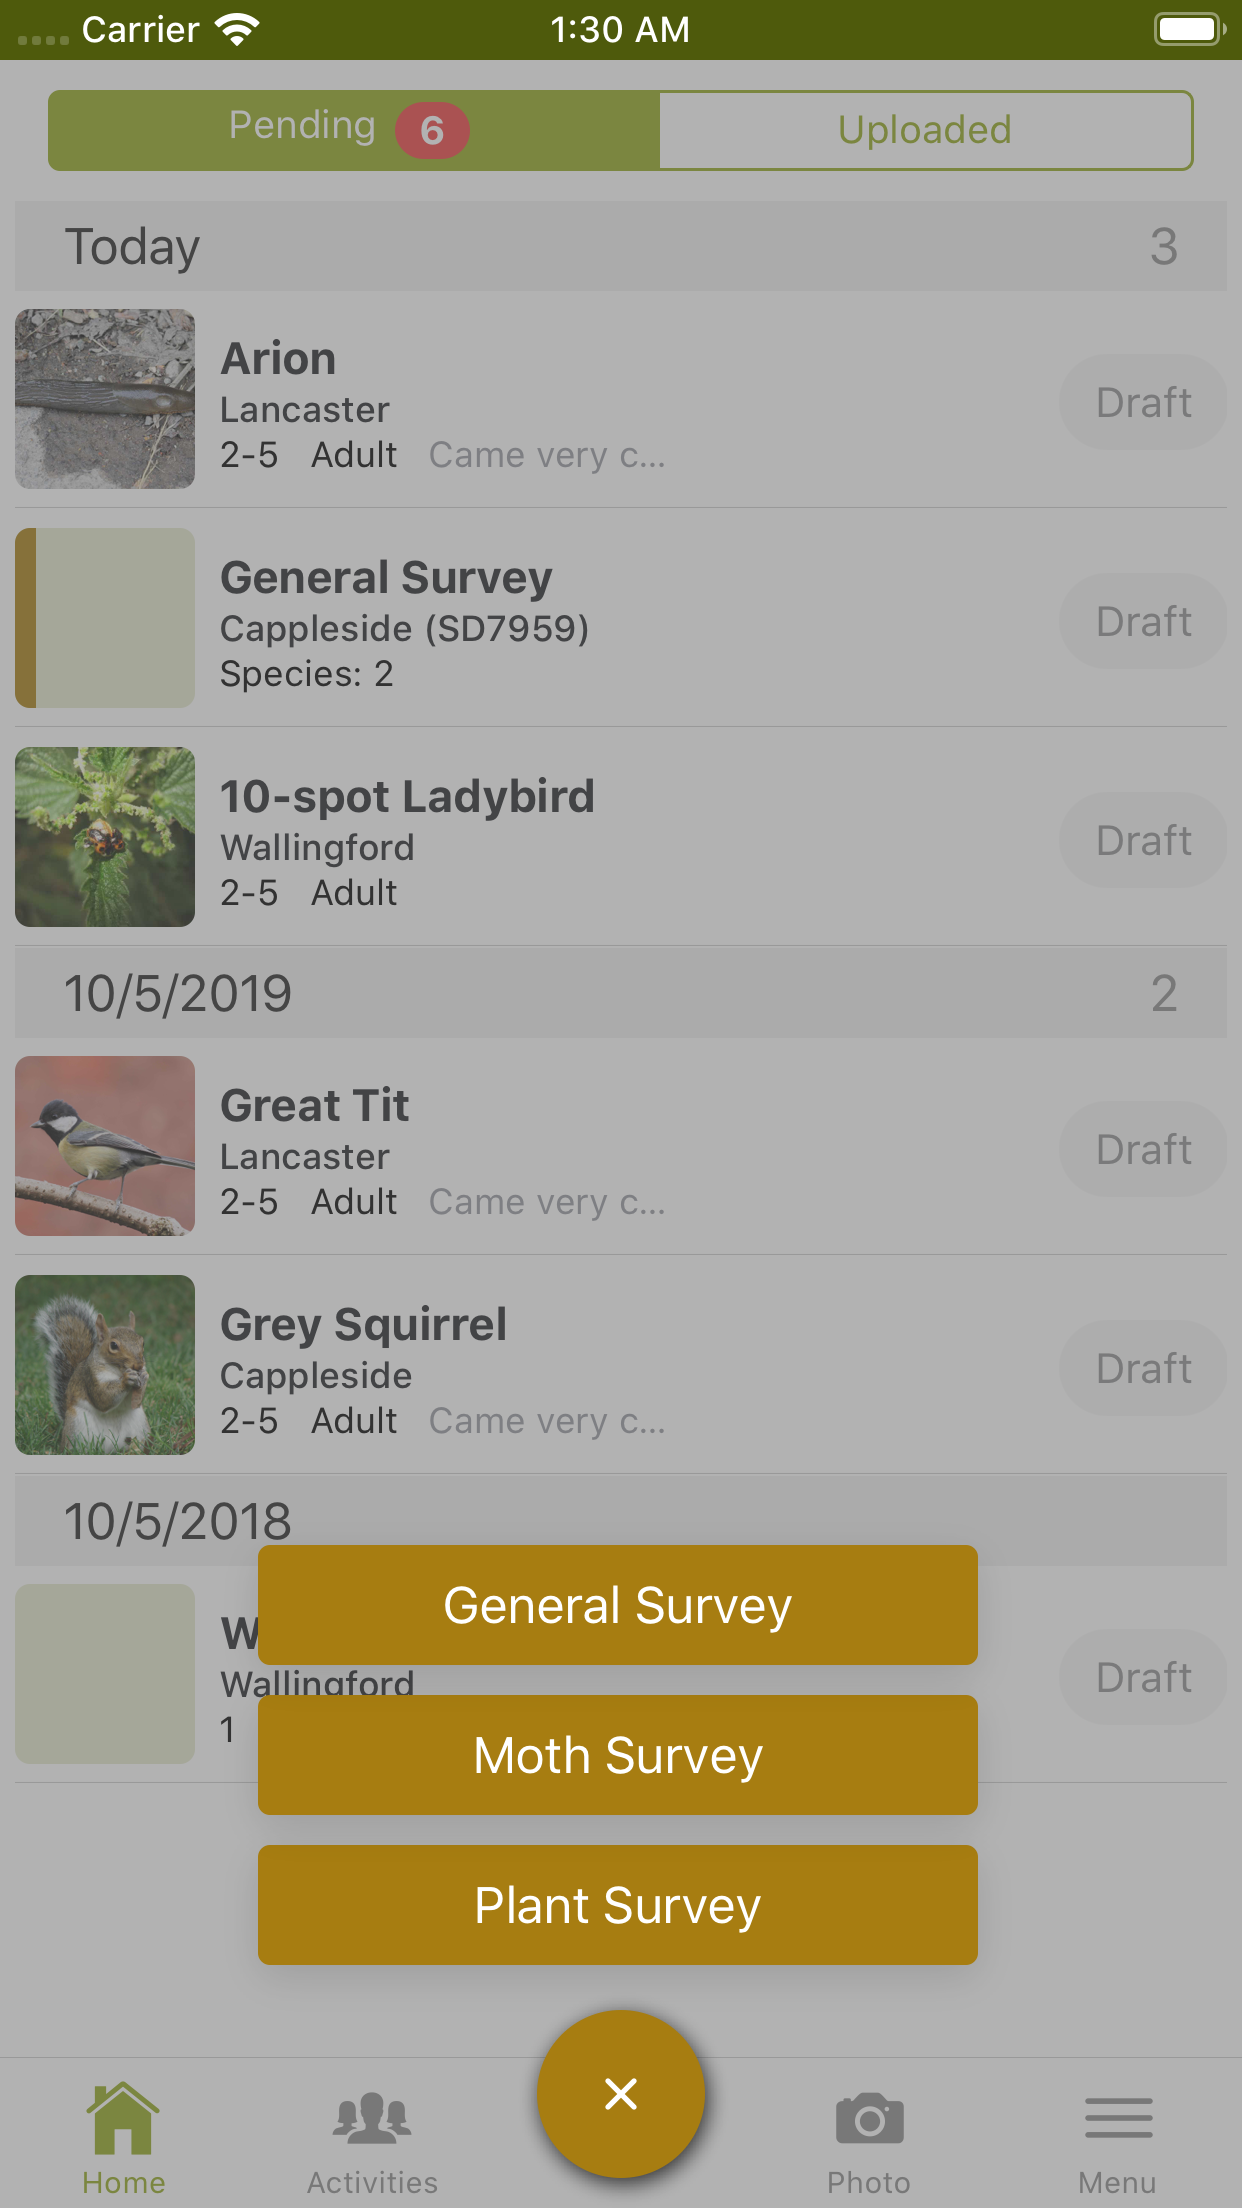 Carrier 1:30 AM
Pending 6 Uploaded
Today 3
Arion
Lancaster
2-5 Adult Came very c...
Draft
General Survey
Cappleside (SD7959)
Species: 2
Draft
10-spot Ladybird
Wallingford
2-5 Adult
Draft
10/5/2019 2
Great Tit
Lancaster
2-5 Adult Came very c...
Draft
Grey Squirrel
Cappleside
2-5 Adult Came very c...
Draft
10/5/2018
General Survey
Wallingford
1
Draft
Moth Survey
Plant Survey
Home Activities Photo Menu